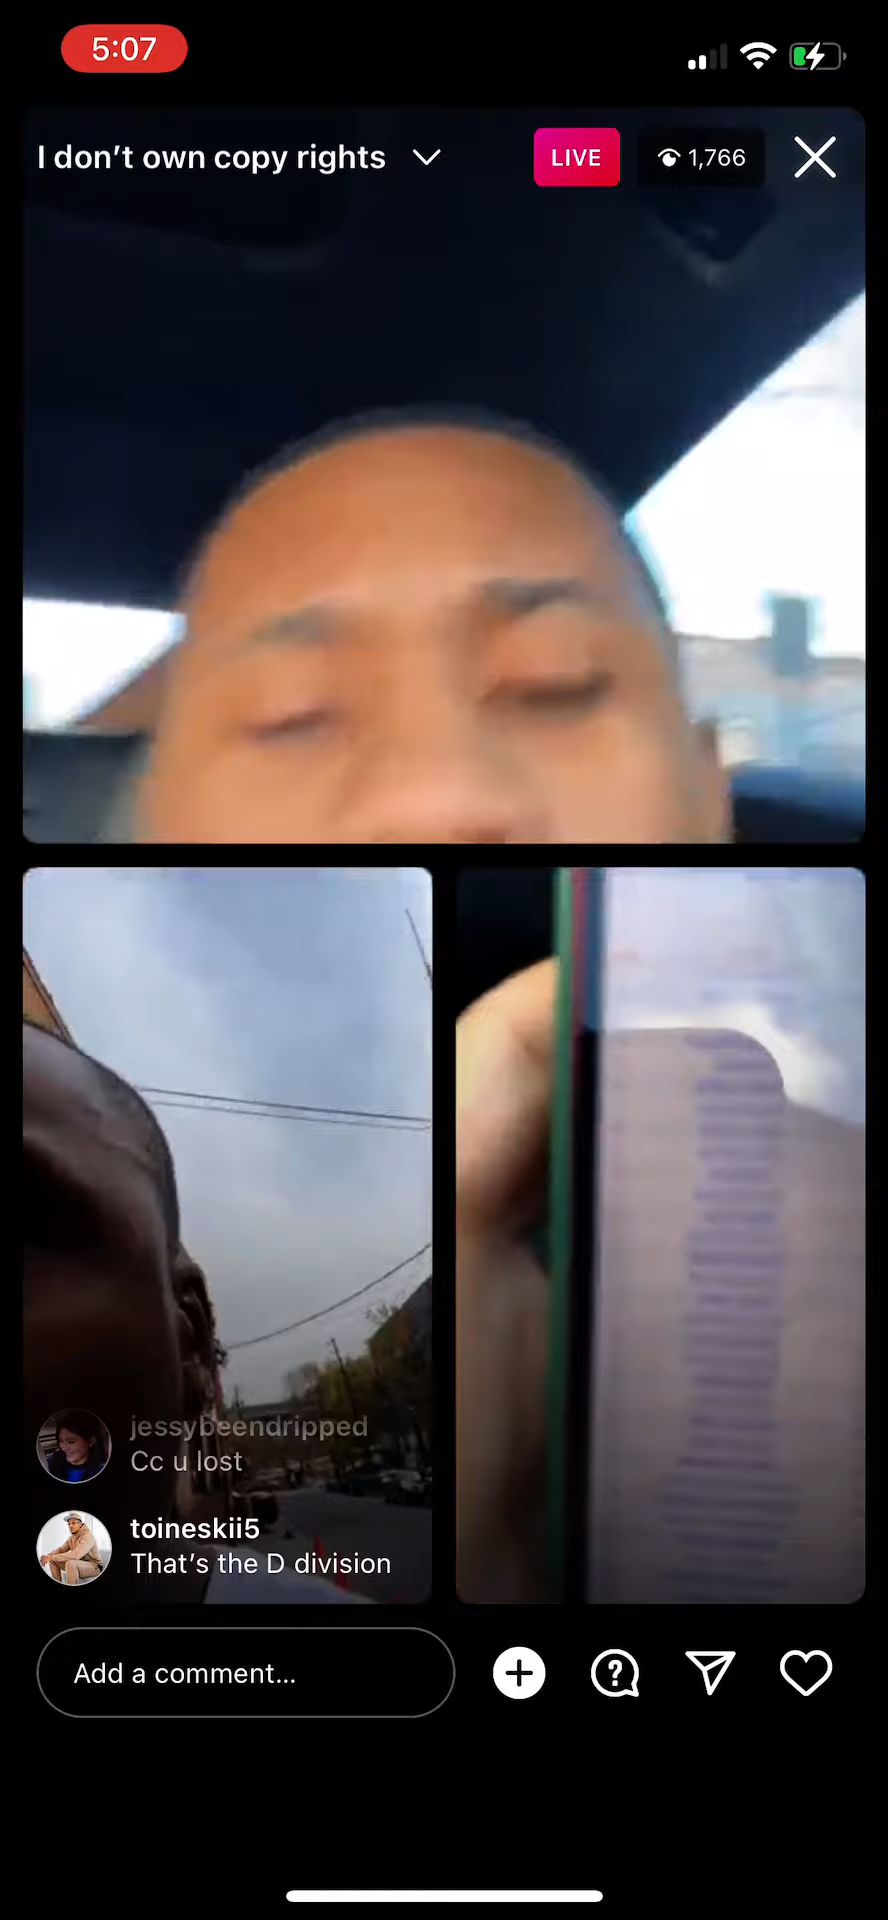 5:07
I don't own copy rights
LIVE
1,766
jessybeendripped
Cc u lost
toineskii5
That's the D division
Add a comment...